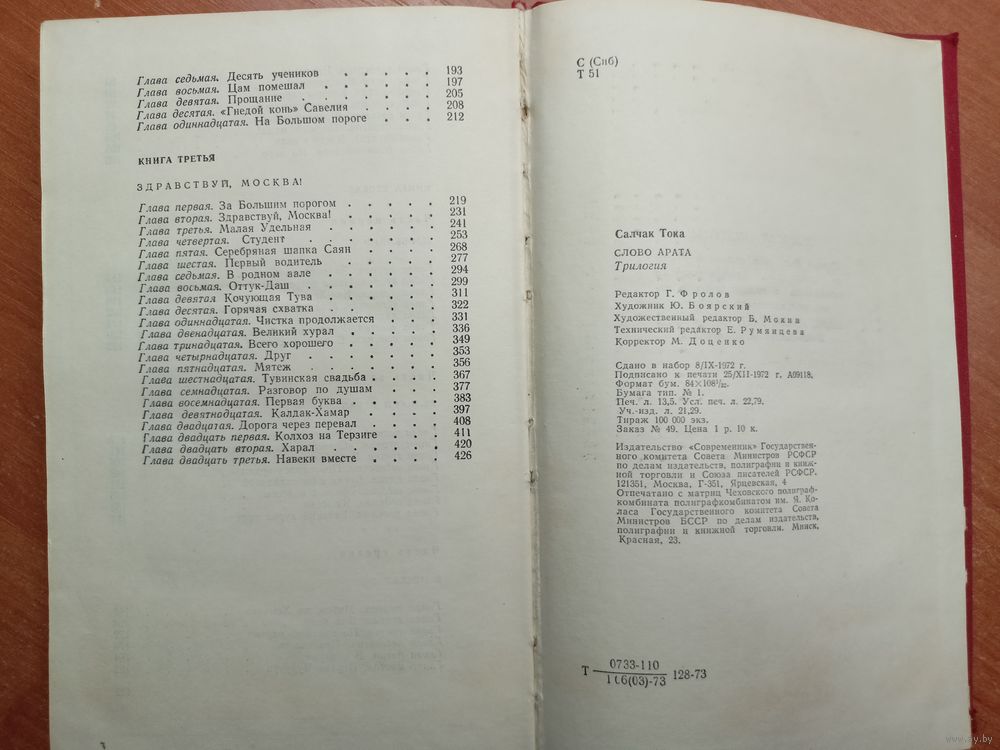 Глава седьмая. Десять учеников . . . . . 193
Глава восьмая. Цам помешал . . . . . . 197
Глава девятая. Прощание . . . . . . . 205
Глава десятая. «Гнедой конь» Савелия . . . . 208
Глава одиннадцатая. На Большом пороге . . . 212
КНИГА ТРЕТЬЯ
ЗДРАВСТВУЙ, МОСКВА!
Глава первая. За Большим порогом . . . . . 219
Глава вторая. Здравствуй, Москва! . . . . . 231
Глава третья. Малая Удельная . . . . . . 241
Глава четвертая. Студент . . . . . . 253
Глава пятая. Серебряная шапка Саян . . . . 268
Глава шестая. Первый водитель . . . . . 277
Глава седьмая. В родном аале . . . . . . 294
Глава восьмая. Оттук-Даш . . . . . . 299
Глава девятая Кочующая Тува . . . . . 311
Глава десятая. Горячая схватка . . . . . 322
Глава одиннадцатая. Чистка продолжается . . . 331
Глава двенадцатая. Великий хурал . . . . . 336
Глава тринадцатая. Всего хорошего . . . . 349
Глава четырнадцатая. Друг . . . . . . 353
Глава пятнадцатая. Мятеж . . . . . . 356
Глава шестнадцатая. Тувинская свадьба . . . . 367
Глава семнадцатая. Разговор по душам . . . 377
Глава восемнадцатая. Первая буква . . . . . 383
Глава девятнадцатая. Калдак-Хамар . . . . 397
Глава двадцатая. Дорога через перевал . . . . 408
Глава двадцать первая. Колхоз на Терзиге . . . 411
Глава двадцать вторая. Харал . . . . . 420
Глава двадцать третья. Навеки вместе . . . . 426
С (Сиб)
Т 51
Салчак Тока
СЛОВО АРАТА
Трилогия
Редактор Г. Фролов
Художник Ю. Боярский
Художественный редактор Б. Мокин
Технический редактор Е. Румянцева
Корректор М. Доценко
Сдано в набор 8/IX-1972 г.
Подписано к печати 25/XII-1972 г. А09118.
Формат бум. 84×108¹/₃₂.
Бумага тип. № 1.
Печ. л. 13,5. Усл. печ. л. 22,79.
Уч.-изд. л. 21,29.
Тираж 100 000 экз.
Заказ № 49. Цена 1 р. 10 к.
Издательство «Современник» Государствен-
ного комитета Совета Министров РСФСР
по делам издательств, полиграфии и книж-
ной торговли и Союза писателей РСФСР.
121351, Москва, Г-351, Ярцевская, 4
Отпечатано с матриц Чеховского полиграф-
комбината полиграфкомбинатом им. Я. Ко-
ласа Государственного комитета Совета
Министров БССР по делам издательств,
полиграфии и книжной торговли. Минск,
Красная, 23.
Т 0733-110
106(03)-73 128-73